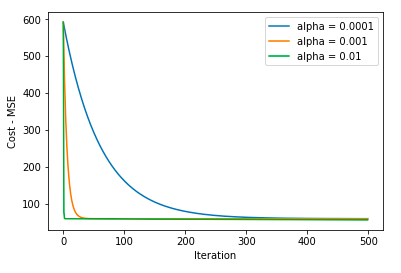 600
500
400
300
200
100
Cost - MSE
alpha = 0.0001
alpha = 0.001
alpha = 0.01
0 100 200 300 400 500
Iteration